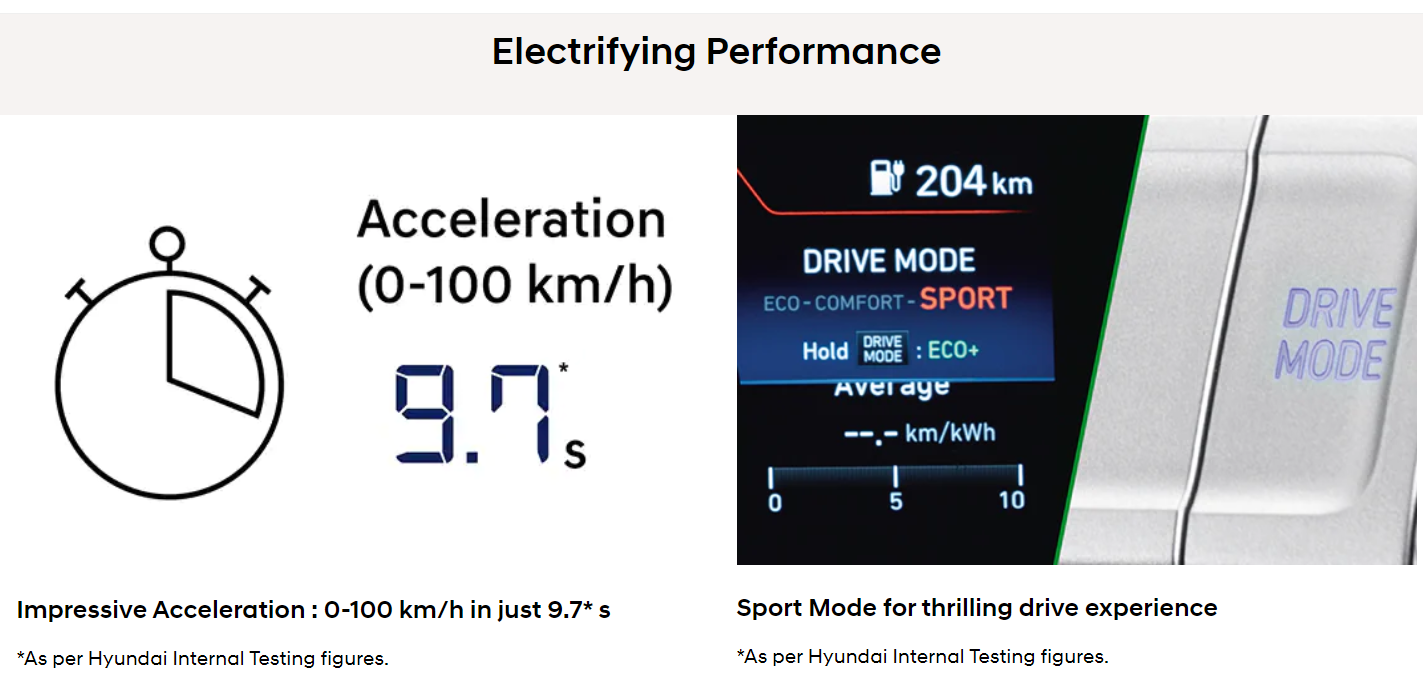 Electrifying Performance
Acceleration
(0-100 km/h)
9.7*s
Impressive Acceleration : 0-100 km/h in just 9.7* s
*As per Hyundai Internal Testing figures.
204 km
DRIVE MODE
ECO-COMFORT-SPORT
Hold DRIVE MODE : ECO+
Average
--.- km/kWh
0 5 10
DRIVE
MODE
Sport Mode for thrilling drive experience
*As per Hyundai Internal Testing figures.